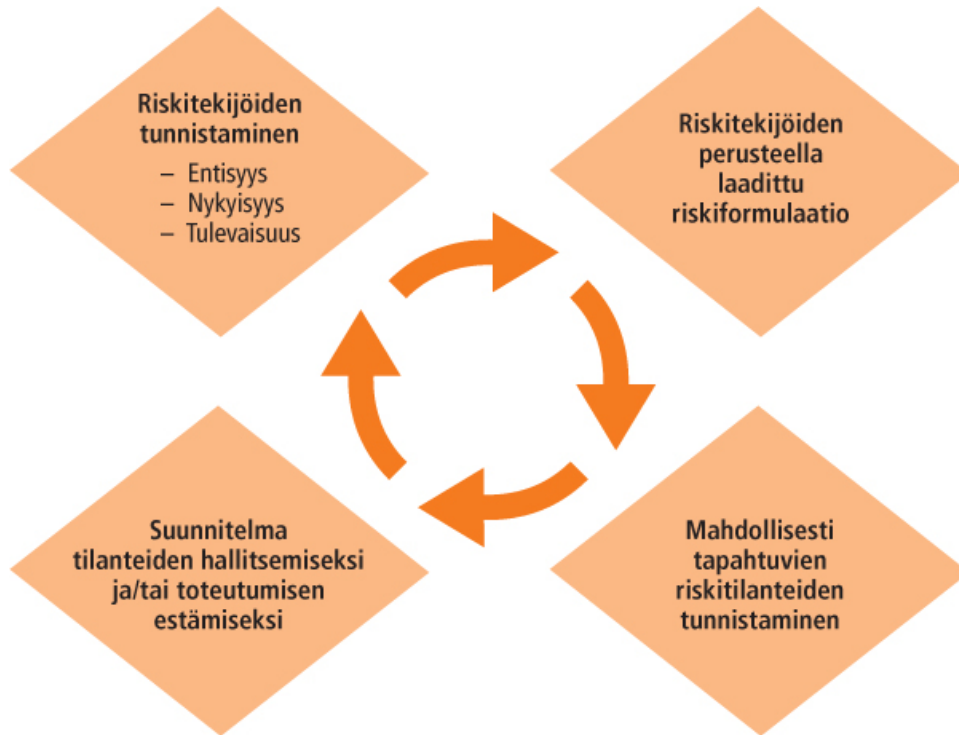 Riskitekijöiden
tunnistaminen
– Entisyys
– Nykyisyys
– Tulevaisuus
Riskitekijöiden
perusteella
laadittu
riskiformulaatio
Suunnitelma
tilanteiden hallitsemiseksi
ja/tai toteutumisen
estämiseksi
Mahdollisesti
tapahtuvien
riskitilanteiden
tunnistaminen